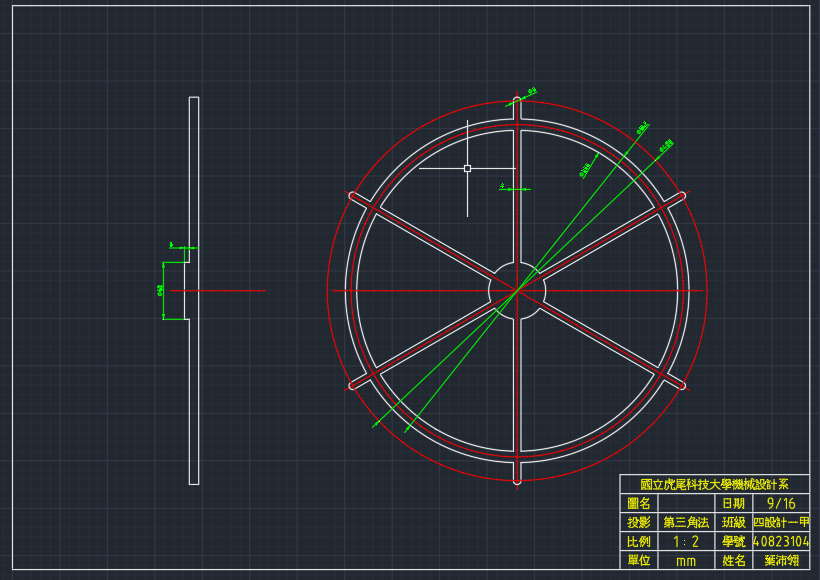 國立虎尾科技大學機械設計系
圖名 日期 9/16
投影 第三角法 班級 四設計一甲
比例 1:2 學號 40823104
單位 mm 姓名 葉沛翎